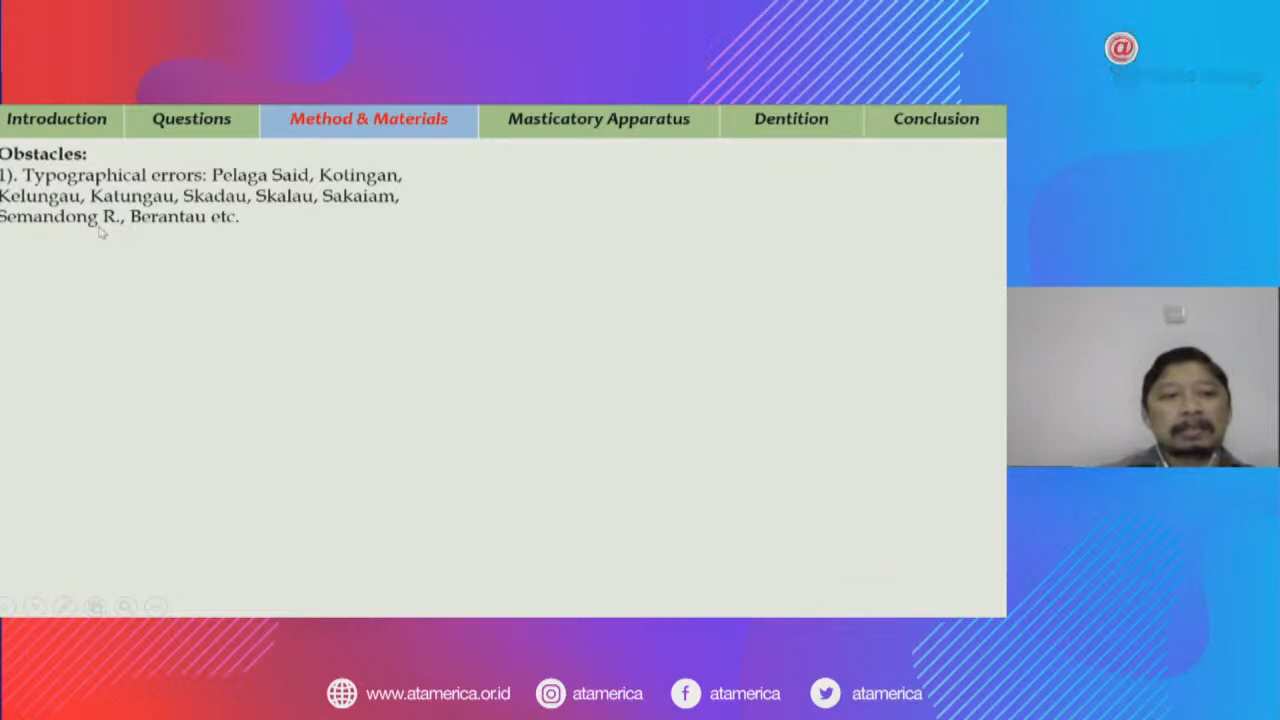 @
Introduction
Questions
Method & Materials
Masticatory Apparatus
Dentition
Conclusion
Obstacles:
1). Typographical errors: Pelaga Said, Kotingan,
Kelungau, Katungau, Skadau, Skalau, Sakaiam,
Semandong R., Berantau etc.
www.atamerica.or.id
atamerica
atamerica
atamerica